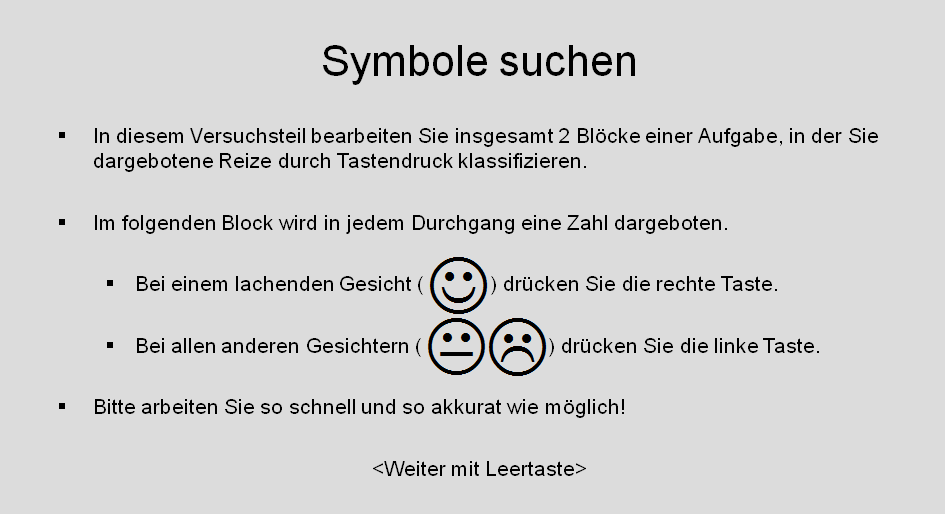 Symbole suchen
▪ In diesem Versuchsteil bearbeiten Sie insgesamt 2 Blöcke einer Aufgabe, in der Sie
dargebotene Reize durch Tastendruck klassifizieren.
▪ Im folgenden Block wird in jedem Durchgang eine Zahl dargeboten.
▪ Bei einem lachenden Gesicht ( ) drücken Sie die rechte Taste.
▪ Bei allen anderen Gesichtern ( ) drücken Sie die linke Taste.
▪ Bitte arbeiten Sie so schnell und so akkurat wie möglich!
<Weiter mit Leertaste>